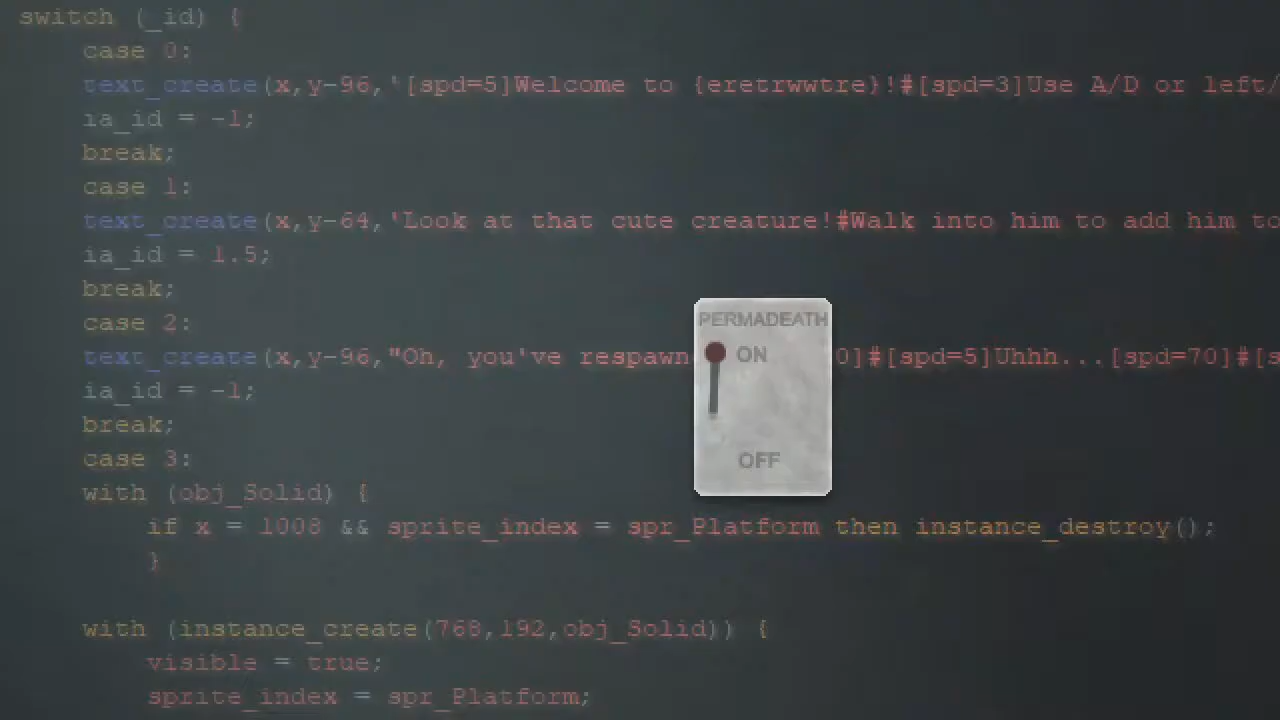 switch (_id) {
case 0:
text_create(x,y-96,'[spd=5]Welcome to {eretrwwtre}!#[spd=3]Use A/D or left/
ia_id = -1;
break;
case 1:
text_create(x,y-64,'Look at that cute creature!#Walk into him to add him to
ia_id = 1.5;
break;
case 2:
text_create(x,y-96,"Oh, you've respawn 0]#[spd=5]Uhhh...[spd=70]#[s
ia_id = -1;
break;
case 3:
with (obj_Solid) {
if x = 1008 && sprite_index = spr_Platform then instance_destroy();
}
with (instance_create(768,192,obj_Solid)) {
visible = true;
sprite_index = spr_Platform;
PERMADEATH
ON
OFF